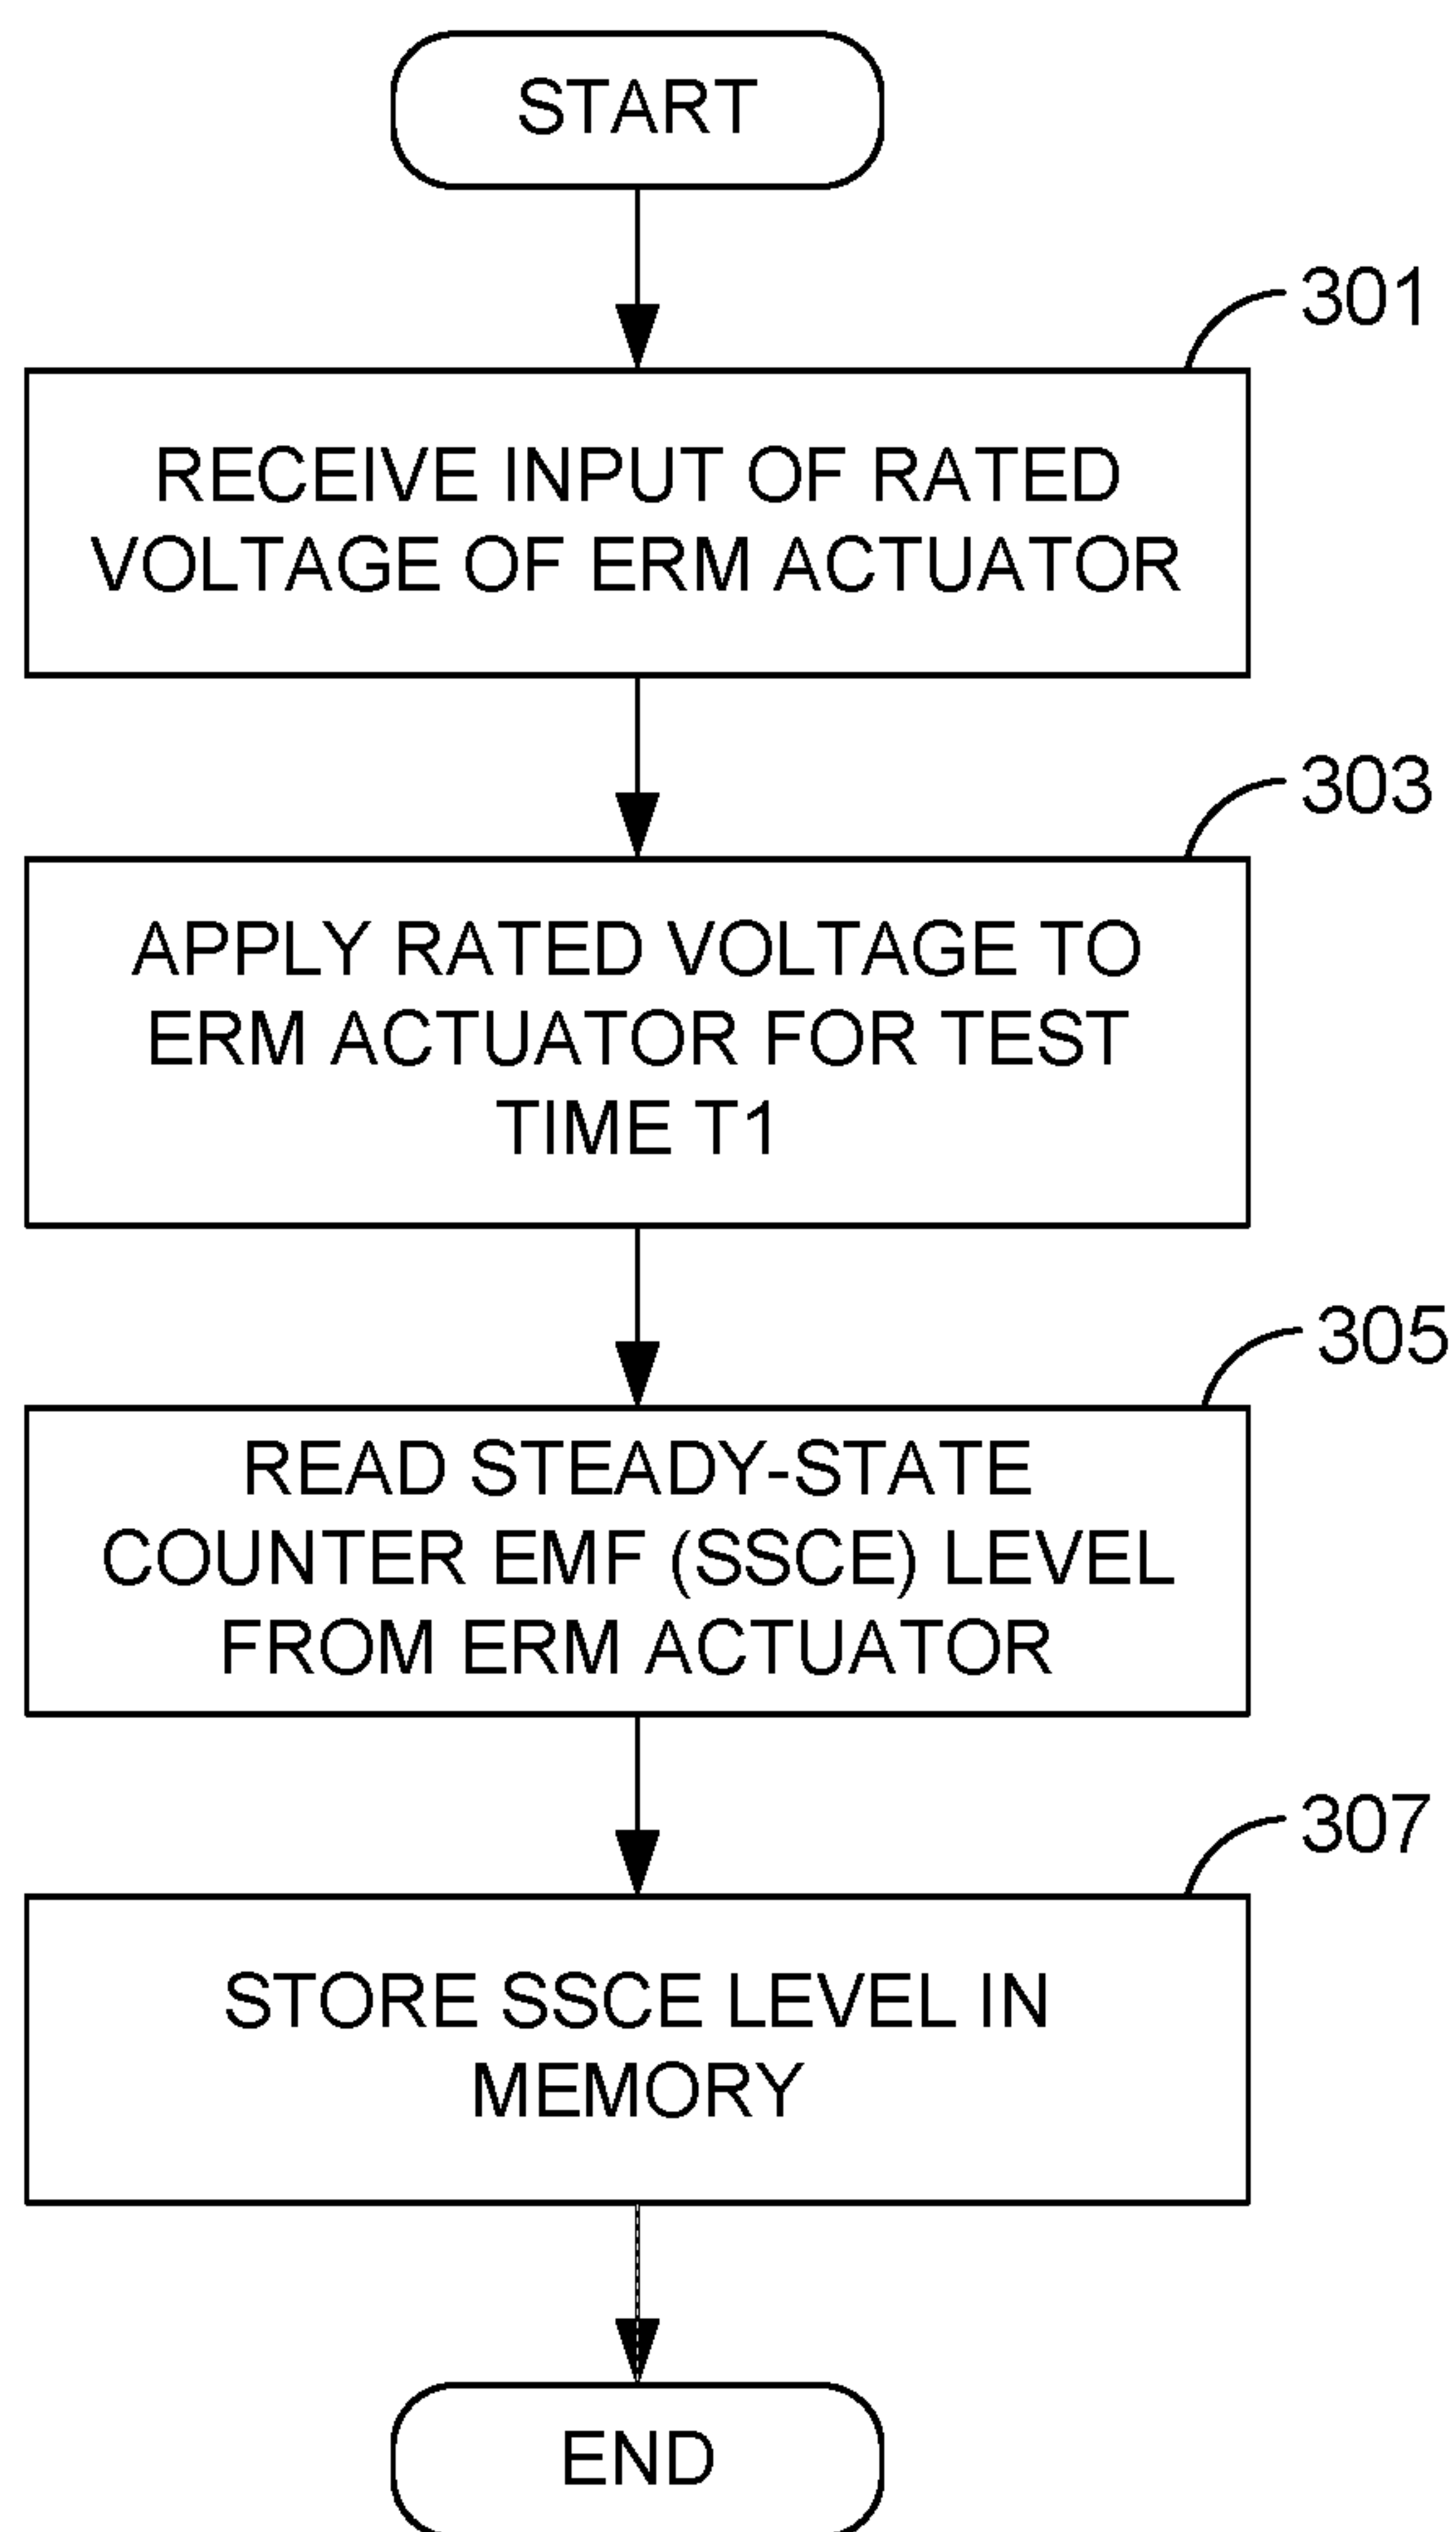 START
301
RECEIVE INPUT OF RATED
VOLTAGE OF ERM ACTUATOR
303
APPLY RATED VOLTAGE TO
ERM ACTUATOR FOR TEST
TIME T1
305
READ STEADY-STATE
COUNTER EMF (SSCE) LEVEL
FROM ERM ACTUATOR
307
STORE SSCE LEVEL IN
MEMORY
END